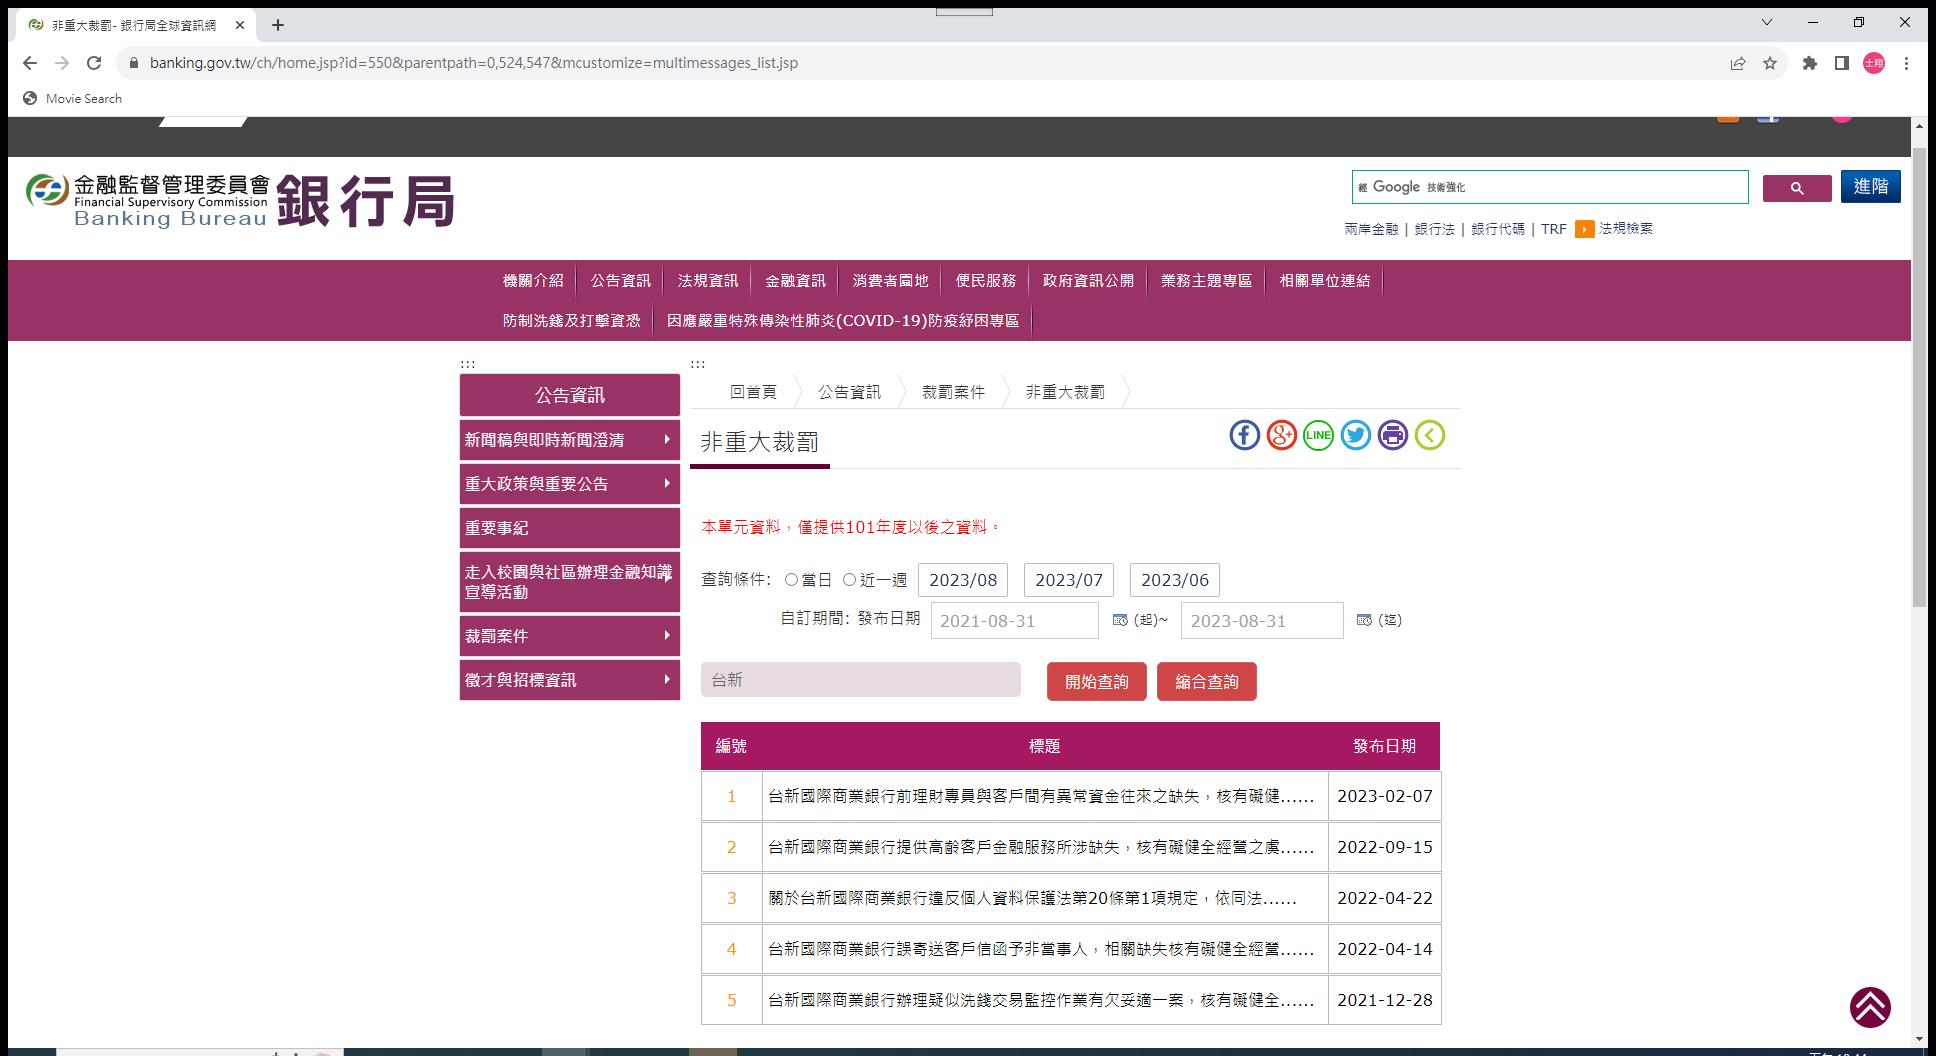 非重大裁罰- 銀行局全球資訊網
banking.gov.tw/ch/home.jsp?id=550&parentpath=0,524,547&mcustomize=multimessages_list.jsp
士翔
Movie Search
金融監督管理委員會
Financial Supervisory Commission
Banking Bureau
銀行局
經 Google 技術強化
進階
兩岸金融 | 銀行法 | 銀行代碼 | TRF 法規檢索
機關介紹 公告資訊 法規資訊 金融資訊 消費者園地 便民服務 政府資訊公開 業務主題專區 相關單位連結
防制洗錢及打擊資恐 因應嚴重特殊傳染性肺炎(COVID-19)防疫紓困專區
:::
公告資訊
新聞稿與即時新聞澄清
重大政策與重要公告
重要事紀
走入校園與社區辦理金融知識
宣導活動
裁罰案件
徵才與招標資訊
:::
回首頁 公告資訊 裁罰案件 非重大裁罰
非重大裁罰
LINE
本單元資料，僅提供101年度以後之資料。
查詢條件: 當日 近一週 2023/08 2023/07 2023/06
自訂期間: 發布日期 2021-08-31 (起)~ 2023-08-31 (迄)
台新 開始查詢 縮合查詢
編號 標題 發布日期
1 台新國際商業銀行前理財專員與客戶間有異常資金往來之缺失，核有礙健...... 2023-02-07
2 台新國際商業銀行提供高齡客戶金融服務所涉缺失，核有礙健全經營之虞...... 2022-09-15
3 關於台新國際商業銀行違反個人資料保護法第20條第1項規定，依同法...... 2022-04-22
4 台新國際商業銀行誤寄送客戶信函予非當事人，相關缺失核有礙健全經營...... 2022-04-14
5 台新國際商業銀行辦理疑似洗錢交易監控作業有欠妥適一案，核有礙健全...... 2021-12-28